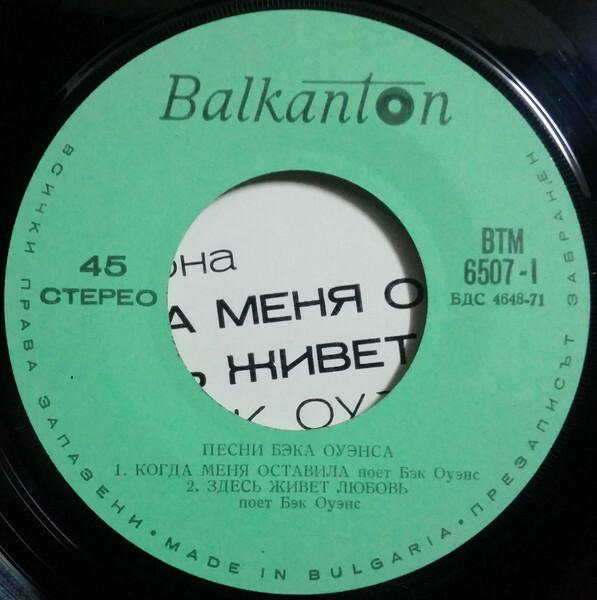 Balkanton
45
СТЕРЕО
ВТМ
6507-I
БДС 4648-71
она
А МЕНЯ О
Ь ЖИВЕТ
К ОУЭ
ПЕСНИ БЭКА ОУЭНСА
1. КОГДА МЕНЯ ОСТАВИЛА поет Бэк Оуэнс
2. ЗДЕСЬ ЖИВЕТ ЛЮБОВЬ
поет Бэк Оуэнс
ВСИЧКИ ПРАВА ЗАПАЗЕНИ • MADE IN BULGARIA • ПРЕЗАПИСЪТ ЗАБРАНЕН